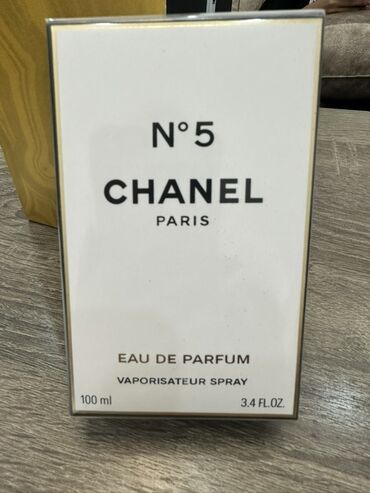 N°5
CHANEL
PARIS
EAU DE PARFUM
VAPORISATEUR SPRAY
100 ml 3.4 FL.OZ.